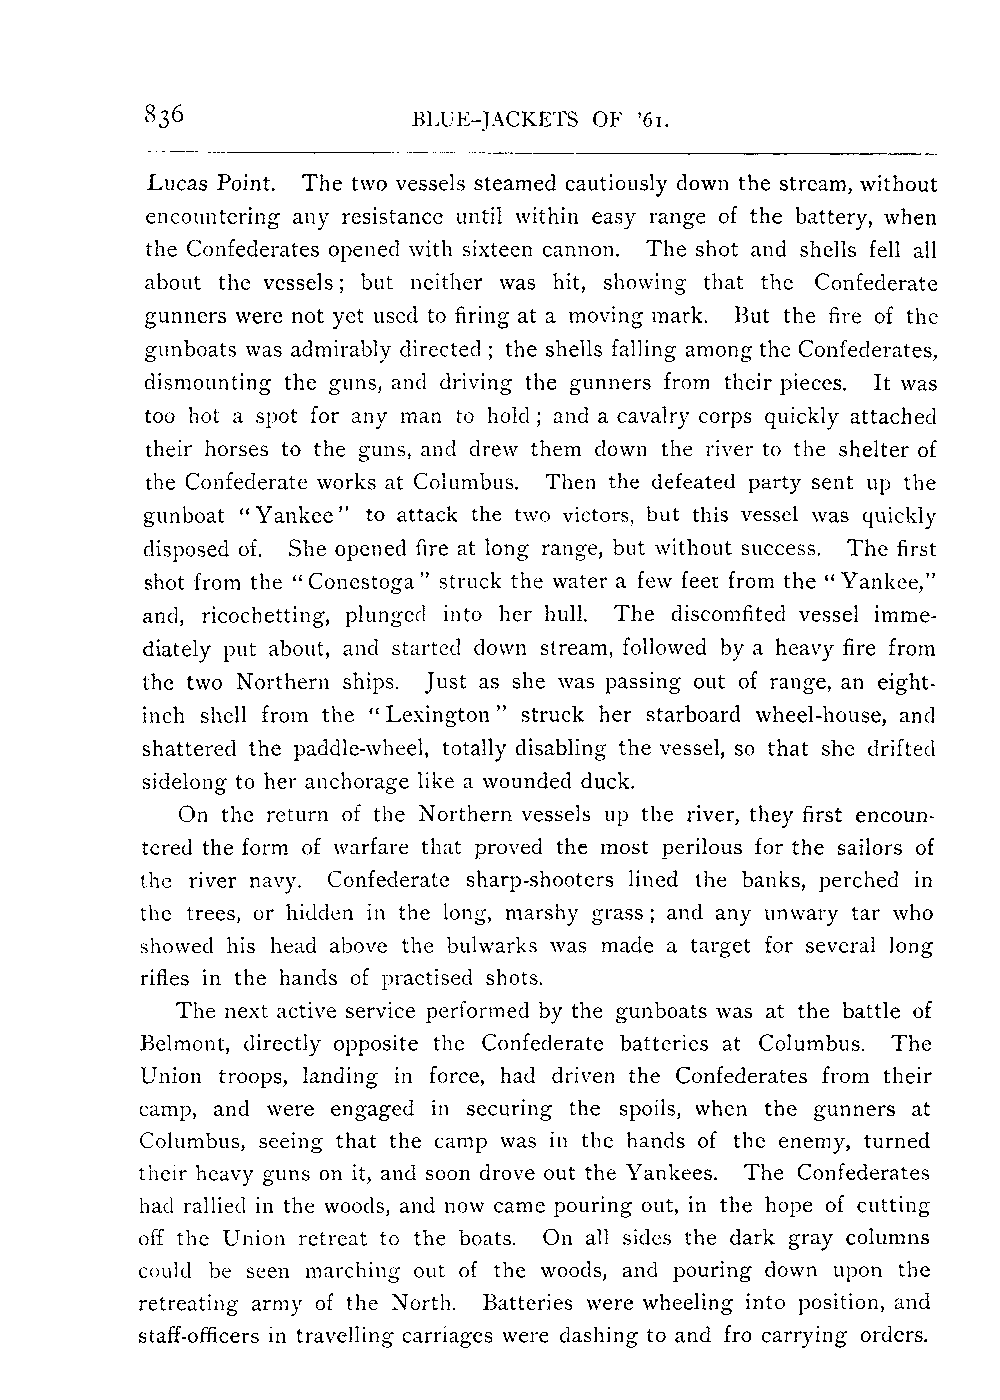 836 BLUE-JACKETS OF '61.
Lucas Point. The two vessels steamed cautiously down the stream, without
encountering any resistance until within easy range of the battery, when
the Confederates opened with sixteen cannon. The shot and shells fell all
about the vessels; but neither was hit, showing that the Confederate
gunners were not yet used to firing at a moving mark. But the fire of the
gunboats was admirably directed; the shells falling among the Confederates,
dismounting the guns, and driving the gunners from their pieces. It was
too hot a spot for any man to hold; and a cavalry corps quickly attached
their horses to the guns, and drew them down the river to the shelter of
the Confederate works at Columbus. Then the defeated party sent up the
gunboat "Yankee" to attack the two victors, but this vessel was quickly
disposed of. She opened fire at long range, but without success. The first
shot from the "Conestoga" struck the water a few feet from the "Yankee,"
and, ricochetting, plunged into her hull. The discomfited vessel imme-
diately put about, and started down stream, followed by a heavy fire from
the two Northern ships. Just as she was passing out of range, an eight-
inch shell from the "Lexington" struck her starboard wheel-house, and
shattered the paddle-wheel, totally disabling the vessel, so that she drifted
sidelong to her anchorage like a wounded duck.
On the return of the Northern vessels up the river, they first encoun-
tered the form of warfare that proved the most perilous for the sailors of
the river navy. Confederate sharp-shooters lined the banks, perched in
the trees, or hidden in the long, marshy grass; and any unwary tar who
showed his head above the bulwarks was made a target for several long
rifles in the hands of practised shots.
The next active service performed by the gunboats was at the battle of
Belmont, directly opposite the Confederate batteries at Columbus. The
Union troops, landing in force, had driven the Confederates from their
camp, and were engaged in securing the spoils, when the gunners at
Columbus, seeing that the camp was in the hands of the enemy, turned
their heavy guns on it, and soon drove out the Yankees. The Confederates
had rallied in the woods, and now came pouring out, in the hope of cutting
off the Union retreat to the boats. On all sides the dark gray columns
could be seen marching out of the woods, and pouring down upon the
retreating army of the North. Batteries were wheeling into position, and
staff-officers in travelling carriages were dashing to and fro carrying orders.